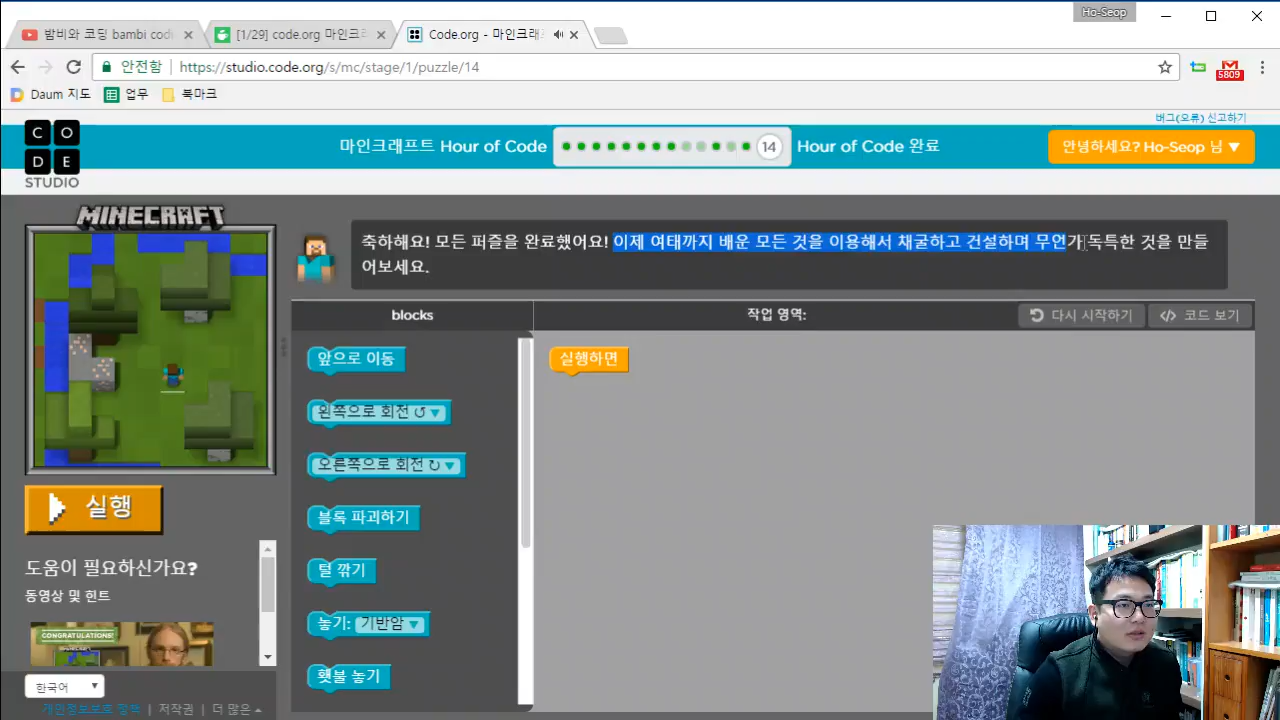 Ho-Seop
밤비와 코딩 bambi codi
[1/29] code.org 마인크래
Code.org - 마인크래프
안전함
https://studio.code.org/s/mc/stage/1/puzzle/14
5809
Daum 지도
업무
북마크
버그(오류) 신고하기
C O D E
STUDIO
마인크래프트 Hour of Code
14
Hour of Code 완료
안녕하세요? Ho-Seop 님 ▼
MINECRAFT
축하해요! 모든 퍼즐을 완료했어요! 이제 여태까지 배운 모든 것을 이용해서 채굴하고 건설하며 무언가 독특한 것을 만들
어보세요.
blocks
작업 영역:
다시 시작하기
</> 코드 보기
앞으로 이동
실행하면
왼쪽으로 회전 ↺ ▼
오른쪽으로 회전 ↻ ▼
블록 파괴하기
털 깎기
놓기: 기반암 ▼
횃불 놓기
실행
도움이 필요하신가요?
동영상 및 힌트
CONGRATULATIONS!
한국어
개인정보보호 정책 | 저작권 | 더 많은